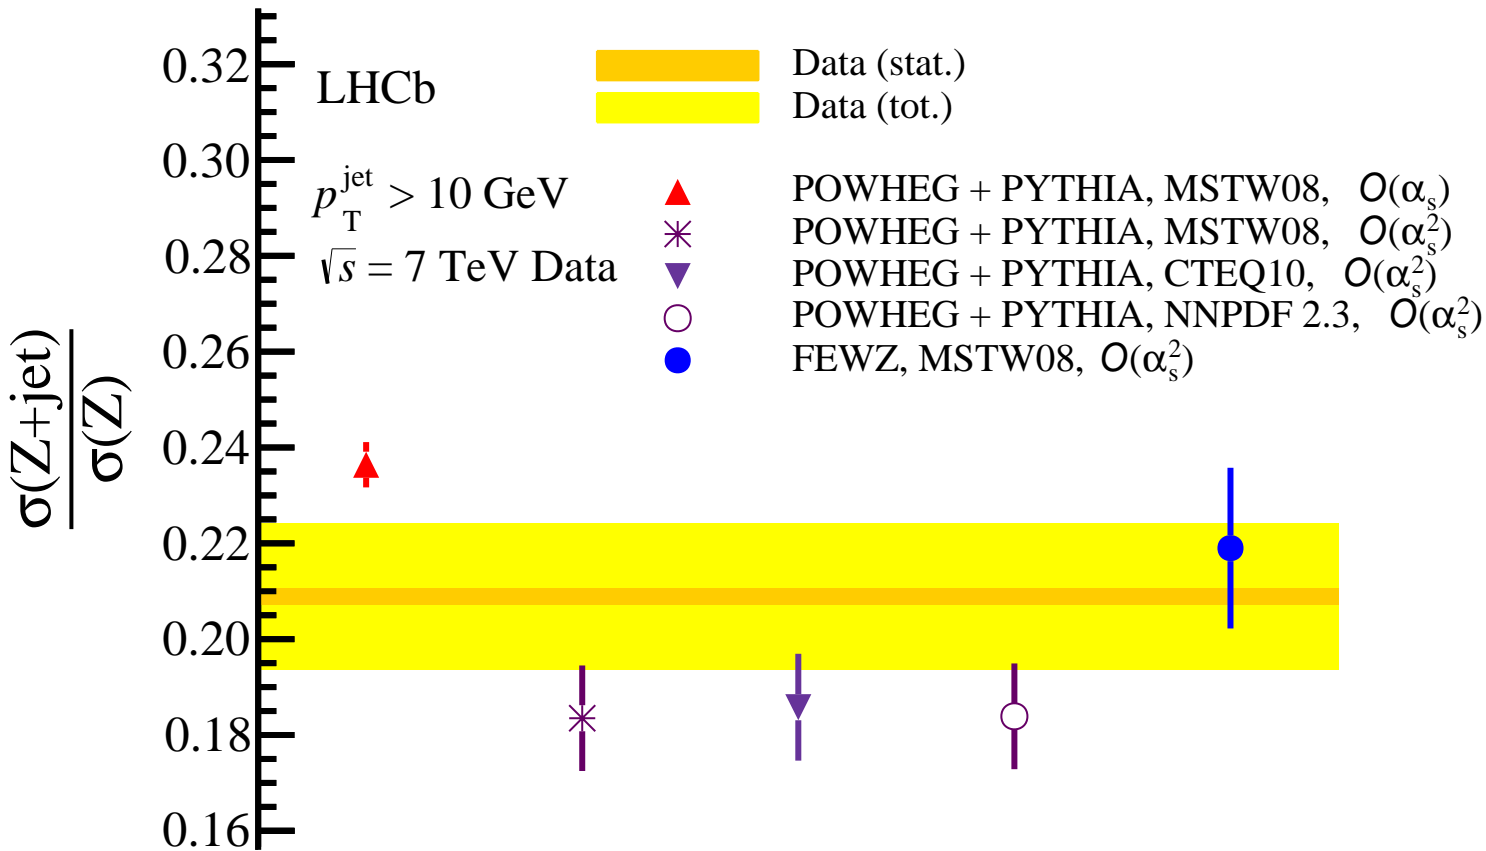 0.32
0.30
0.28
0.26
0.24
0.22
0.20
0.18
0.16
σ(Z+jet)
σ(Z)
LHCb
p_T^jet > 10 GeV
√s = 7 TeV Data
Data (stat.)
Data (tot.)
POWHEG + PYTHIA, MSTW08, O(α_s)
POWHEG + PYTHIA, MSTW08, O(α_s^2)
POWHEG + PYTHIA, CTEQ10, O(α_s^2)
POWHEG + PYTHIA, NNPDF 2.3, O(α_s^2)
FEWZ, MSTW08, O(α_s^2)